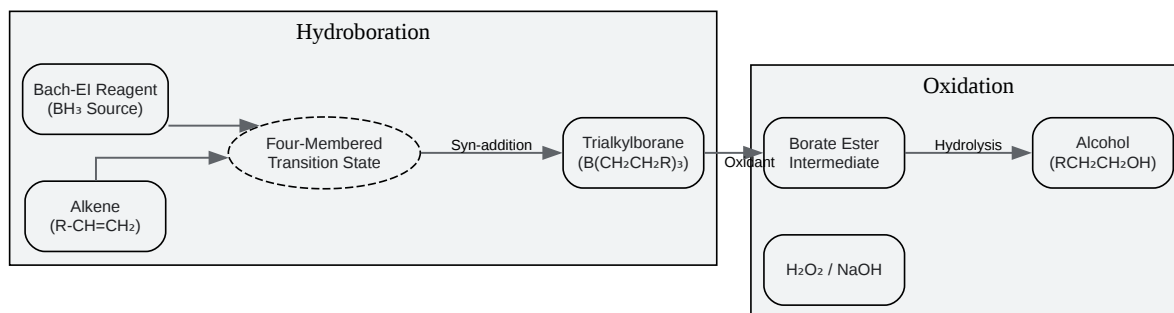 Hydroboration
Bach-EI Reagent
(BH₃ Source)
Four-Membered
Transition State
Syn-addition
Trialkylborane
(B(CH₂CH₂R)₃)
Alkene
(R-CH=CH₂)
Oxidant
Oxidation
Borate Ester
Intermediate
Hydrolysis
Alcohol
(RCH₂CH₂OH)
H₂O₂ / NaOH